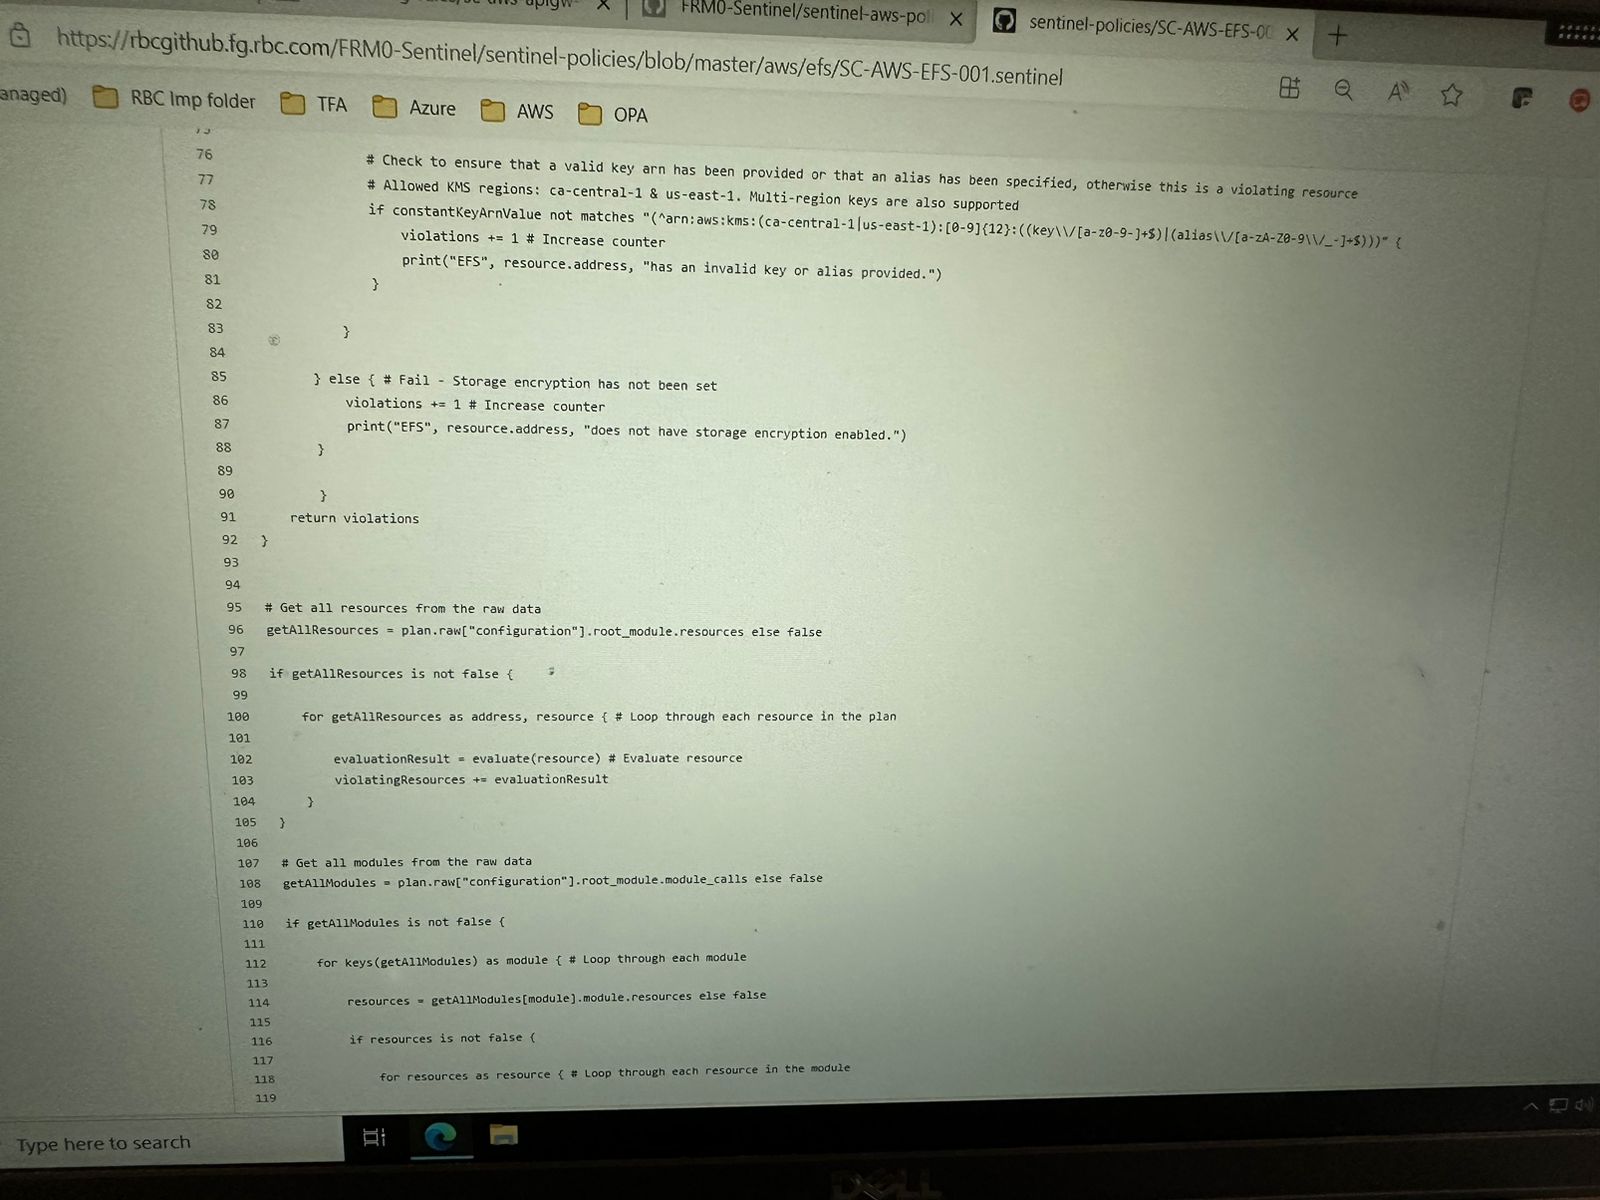 FRM0-Sentinel/sentinel-aws-pol
sentinel-policies/SC-AWS-EFS-00
https://rbcgithub.fg.rbc.com/FRM0-Sentinel/sentinel-policies/blob/master/aws/efs/SC-AWS-EFS-001.sentinel
anaged) RBC Imp folder TFA Azure AWS OPA
76 # Check to ensure that a valid key arn has been provided or that an alias has been specified, otherwise this is a violating resource
77 # Allowed KMS regions: ca-central-1 & us-east-1. Multi-region keys are also supported
78 if constantKeyArnValue not matches "(^arn:aws:kms:(ca-central-1|us-east-1):[0-9]{12}:((key\\/[a-z0-9-]+$)|(alias\\/[a-zA-Z0-9\\/_-]+$)))" {
79 violations += 1 # Increase counter
80 print("EFS", resource.address, "has an invalid key or alias provided.")
81 }
82
83 }
84
85 } else { # Fail - Storage encryption has not been set
86 violations += 1 # Increase counter
87 print("EFS", resource.address, "does not have storage encryption enabled.")
88 }
89
90 }
91 return violations
92 }
93
94
95 # Get all resources from the raw data
96 getAllResources = plan.raw["configuration"].root_module.resources else false
97
98 if getAllResources is not false {
99
100 for getAllResources as address, resource { # Loop through each resource in the plan
101
102 evaluationResult = evaluate(resource) # Evaluate resource
103 violatingResources += evaluationResult
104 }
105 }
106
107 # Get all modules from the raw data
108 getAllModules = plan.raw["configuration"].root_module.module_calls else false
109
110 if getAllModules is not false {
111
112 for keys(getAllModules) as module { # Loop through each module
113
114 resources = getAllModules[module].module.resources else false
115
116 if resources is not false {
117
118 for resources as resource { # Loop through each resource in the module
119
Type here to search
DELL